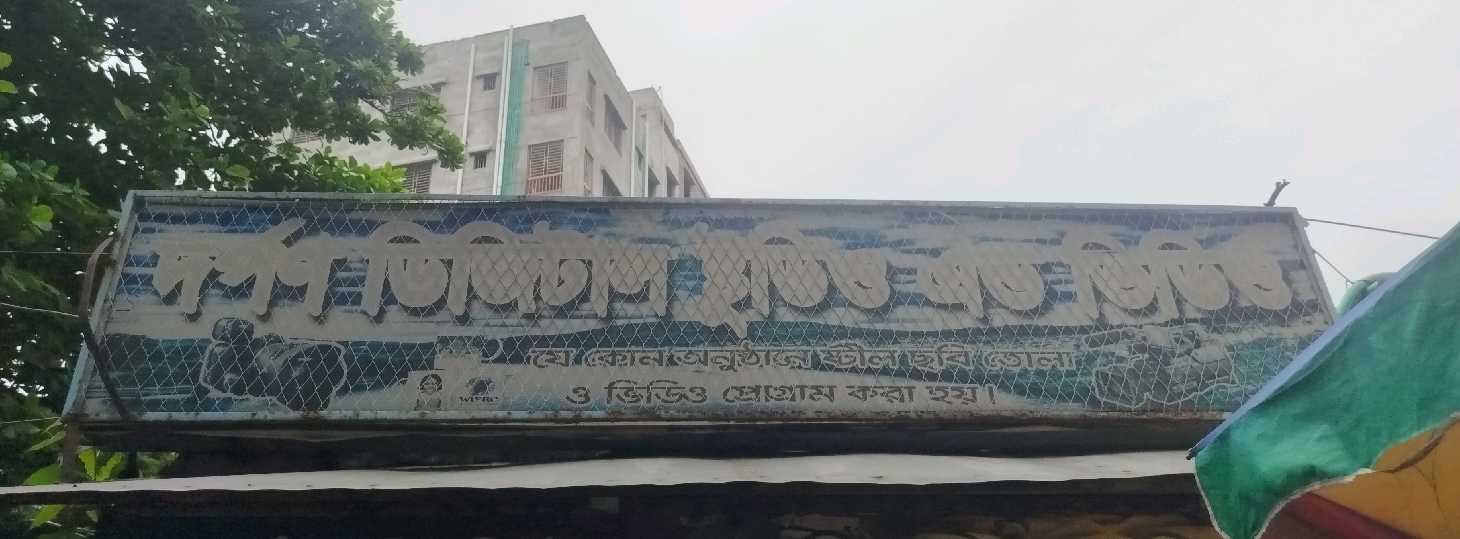 দর্পণ ডিজিটাল ষ্টুডিও এন্ড ভিডিও
যে কোন অনুষ্ঠানে ষ্টীল ছবি তোলা
ও ভিডিও প্রোগ্রাম করা হয়।